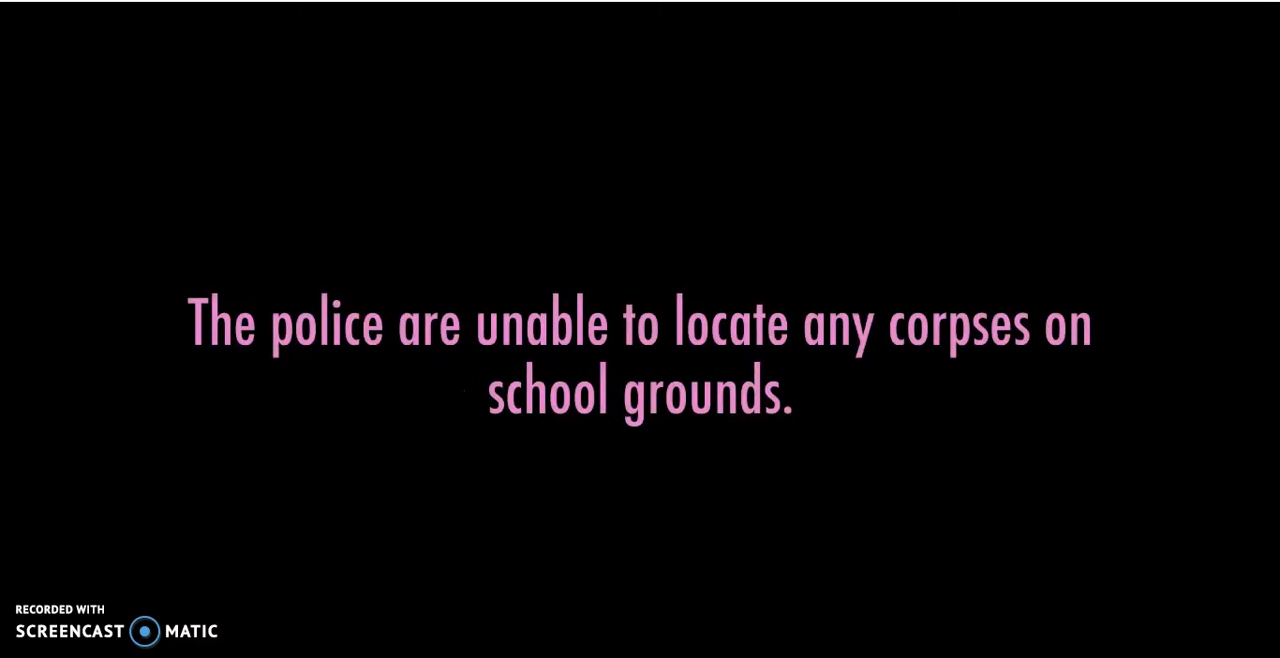 The police are unable to locate any corpses on
school grounds.
RECORDED WITH
SCREENCAST MATIC